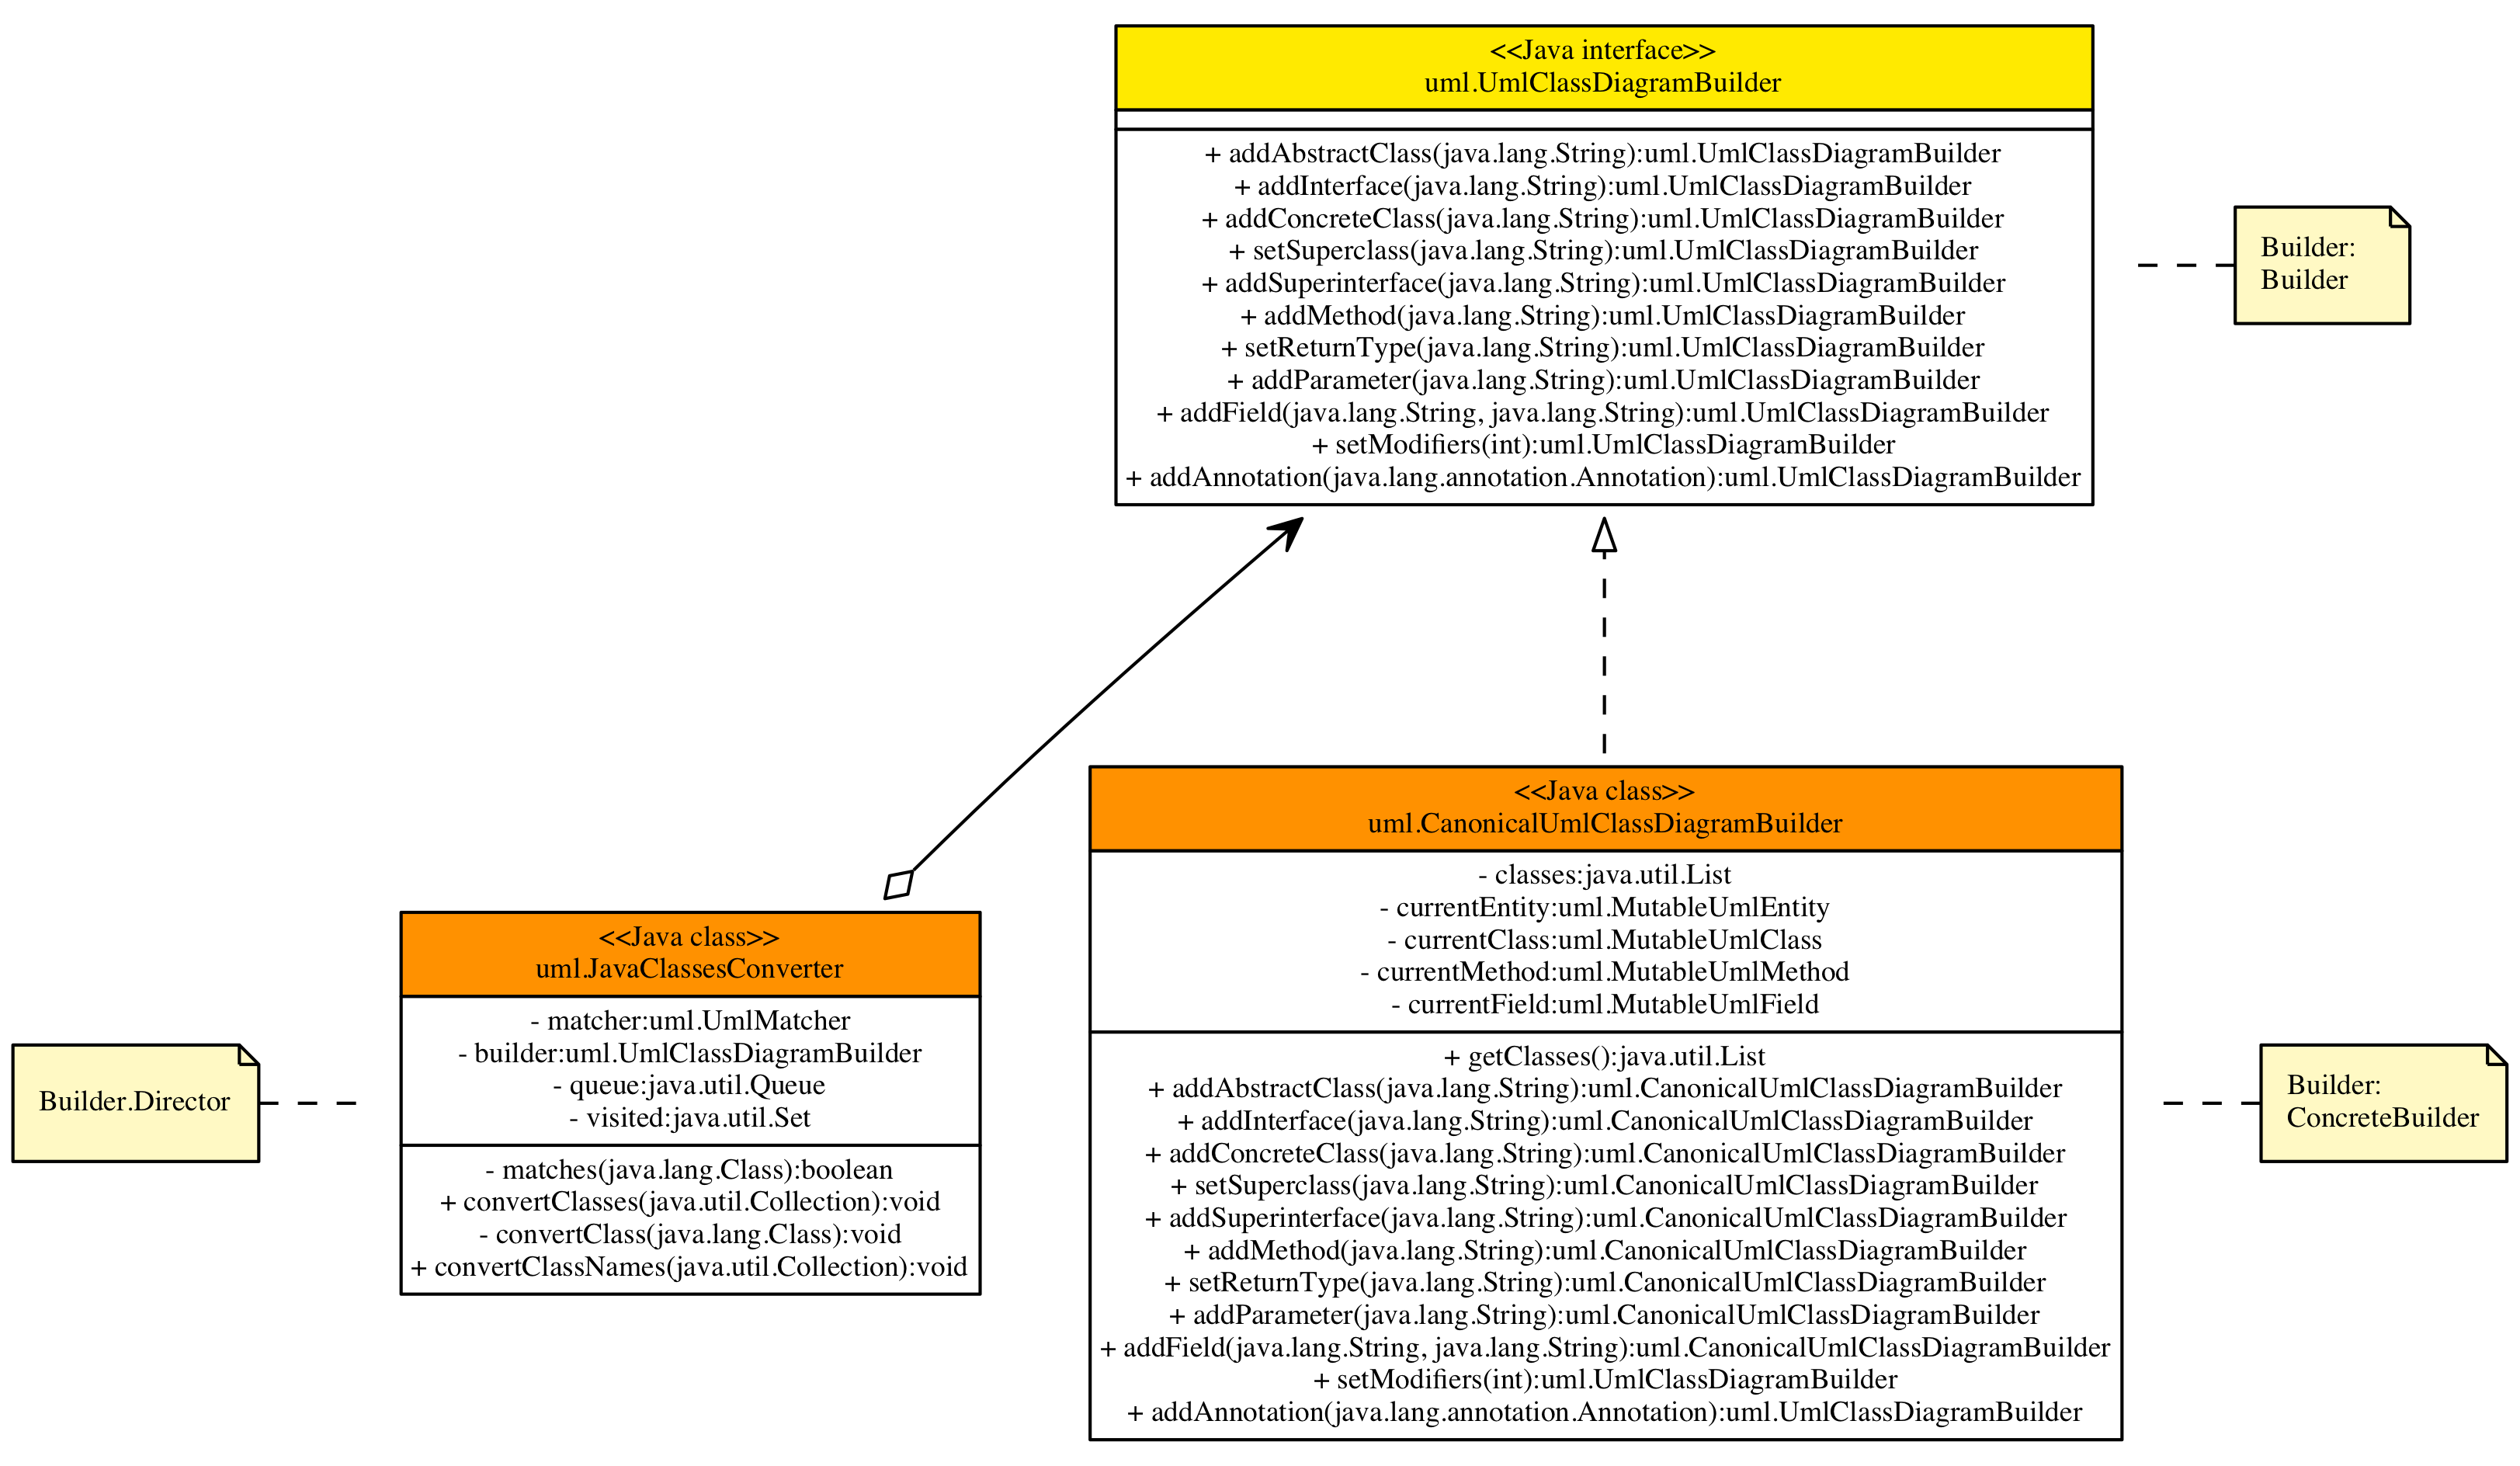 <<Java interface>>
uml.UmlClassDiagramBuilder
+ addAbstractClass(java.lang.String):uml.UmlClassDiagramBuilder
+ addInterface(java.lang.String):uml.UmlClassDiagramBuilder
+ addConcreteClass(java.lang.String):uml.UmlClassDiagramBuilder
+ setSuperclass(java.lang.String):uml.UmlClassDiagramBuilder
+ addSuperinterface(java.lang.String):uml.UmlClassDiagramBuilder
+ addMethod(java.lang.String):uml.UmlClassDiagramBuilder
+ setReturnType(java.lang.String):uml.UmlClassDiagramBuilder
+ addParameter(java.lang.String):uml.UmlClassDiagramBuilder
+ addField(java.lang.String, java.lang.String):uml.UmlClassDiagramBuilder
+ setModifiers(int):uml.UmlClassDiagramBuilder
+ addAnnotation(java.lang.annotation.Annotation):uml.UmlClassDiagramBuilder
Builder:
Builder
Builder.Director
<<Java class>>
uml.JavaClassesConverter
- matcher:uml.UmlMatcher
- builder:uml.UmlClassDiagramBuilder
- queue:java.util.Queue
- visited:java.util.Set
- matches(java.lang.Class):boolean
+ convertClasses(java.util.Collection):void
- convertClass(java.lang.Class):void
+ convertClassNames(java.util.Collection):void
<<Java class>>
uml.CanonicalUmlClassDiagramBuilder
- classes:java.util.List
- currentEntity:uml.MutableUmlEntity
- currentClass:uml.MutableUmlClass
- currentMethod:uml.MutableUmlMethod
- currentField:uml.MutableUmlField
+ getClasses():java.util.List
+ addAbstractClass(java.lang.String):uml.CanonicalUmlClassDiagramBuilder
+ addInterface(java.lang.String):uml.CanonicalUmlClassDiagramBuilder
+ addConcreteClass(java.lang.String):uml.CanonicalUmlClassDiagramBuilder
+ setSuperclass(java.lang.String):uml.CanonicalUmlClassDiagramBuilder
+ addSuperinterface(java.lang.String):uml.CanonicalUmlClassDiagramBuilder
+ addMethod(java.lang.String):uml.CanonicalUmlClassDiagramBuilder
+ setReturnType(java.lang.String):uml.CanonicalUmlClassDiagramBuilder
+ addParameter(java.lang.String):uml.CanonicalUmlClassDiagramBuilder
+ addField(java.lang.String, java.lang.String):uml.CanonicalUmlClassDiagramBuilder
+ setModifiers(int):uml.UmlClassDiagramBuilder
+ addAnnotation(java.lang.annotation.Annotation):uml.UmlClassDiagramBuilder
Builder:
ConcreteBuilder